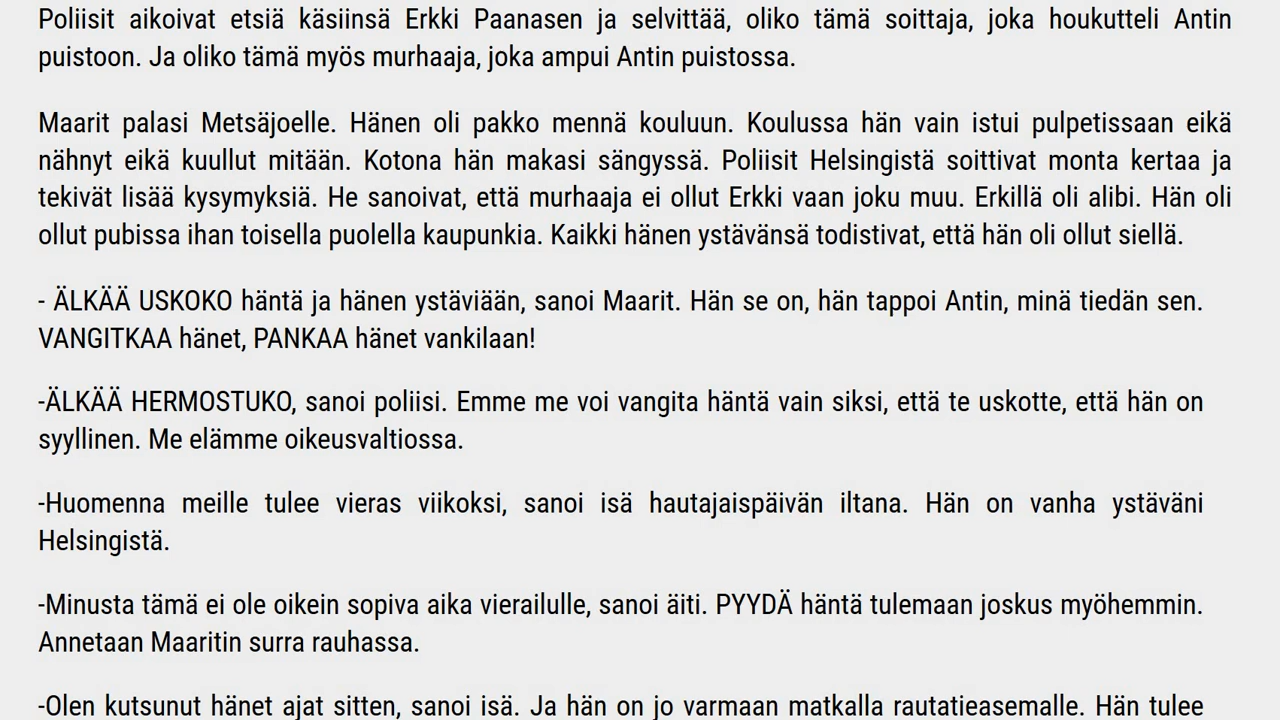 Poliisit aikoivat etsiä käsiinsä Erkki Paanasen ja selvittää, oliko tämä soittaja, joka houkutteli Antin
puistoon. Ja oliko tämä myös murhaaja, joka ampui Antin puistossa.
Maarit palasi Metsäjoelle. Hänen oli pakko mennä kouluun. Koulussa hän vain istui pulpetissaan eikä
nähnyt eikä kuullut mitään. Kotona hän makasi sängyssä. Poliisit Helsingistä soittivat monta kertaa ja
tekivät lisää kysymyksiä. He sanoivat, että murhaaja ei ollut Erkki vaan joku muu. Erkillä oli alibi. Hän oli
ollut pubissa ihan toisella puolella kaupunkia. Kaikki hänen ystävänsä todistivat, että hän oli ollut siellä.
- ÄLKÄÄ USKOKO häntä ja hänen ystäviään, sanoi Maarit. Hän se on, hän tappoi Antin, minä tiedän sen.
VANGITKAA hänet, PANKAA hänet vankilaan!
-ÄLKÄÄ HERMOSTUKO, sanoi poliisi. Emme me voi vangita häntä vain siksi, että te uskotte, että hän on
syyllinen. Me elämme oikeusvaltiossa.
-Huomenna meille tulee vieras viikoksi, sanoi isä hautajaispäivän iltana. Hän on vanha ystäväni
Helsingistä.
-Minusta tämä ei ole oikein sopiva aika vierailulle, sanoi äiti. PYYDÄ häntä tulemaan joskus myöhemmin.
Annetaan Maaritin surra rauhassa.
-Olen kutsunut hänet ajat sitten, sanoi isä. Ja hän on jo varmaan matkalla rautatieasemalle. Hän tulee